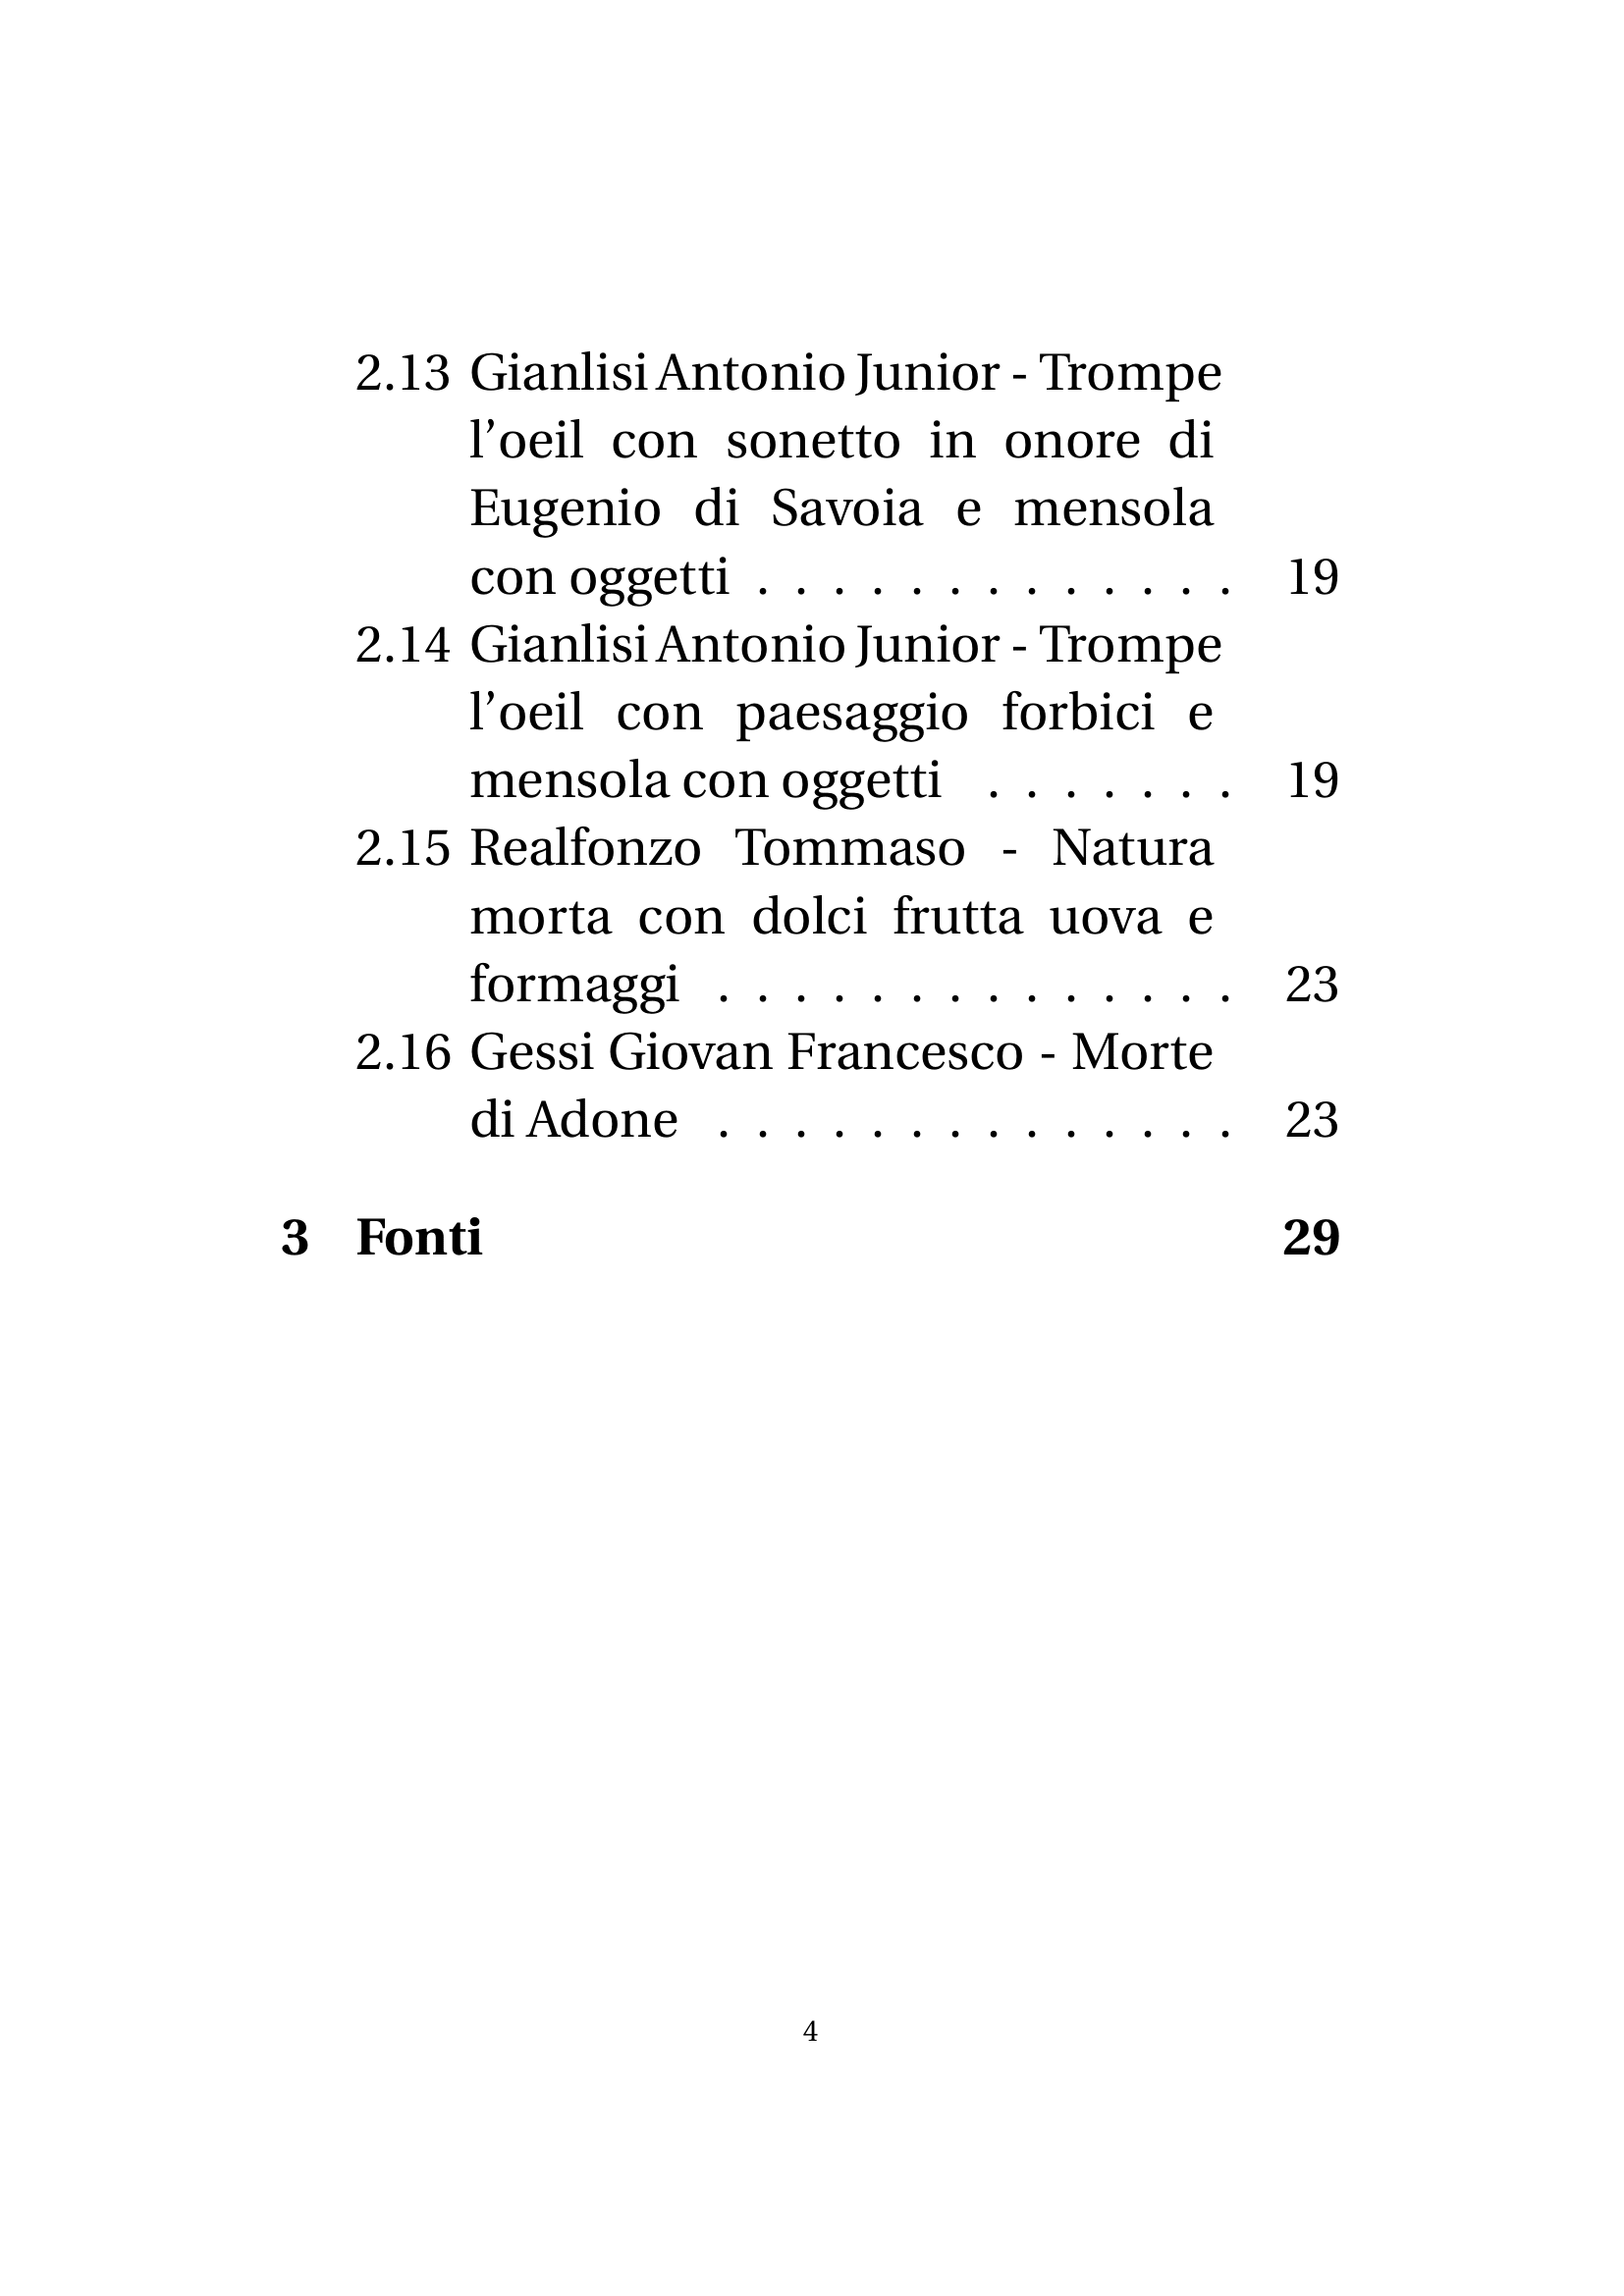 2.13 Gianlisi Antonio Junior - Trompe
l’oeil con sonetto in onore di
Eugenio di Savoia e mensola
con oggetti . . . . . . . . . . . . . 19
2.14 Gianlisi Antonio Junior - Trompe
l’oeil con paesaggio forbici e
mensola con oggetti . . . . . . . 19
2.15 Realfonzo Tommaso - Natura
morta con dolci frutta uova e
formaggi . . . . . . . . . . . . . . 23
2.16 Gessi Giovan Francesco - Morte
di Adone . . . . . . . . . . . . . . 23
3 Fonti 29
4